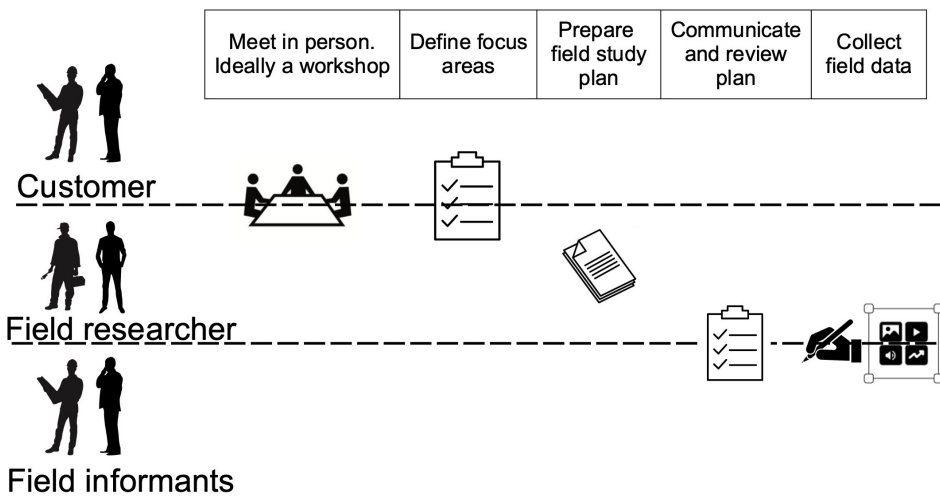 Meet in person.
Ideally a workshop
Define focus
areas
Prepare
field study
plan
Communicate
and review
plan
Collect
field data
Customer
Field researcher
Field informants